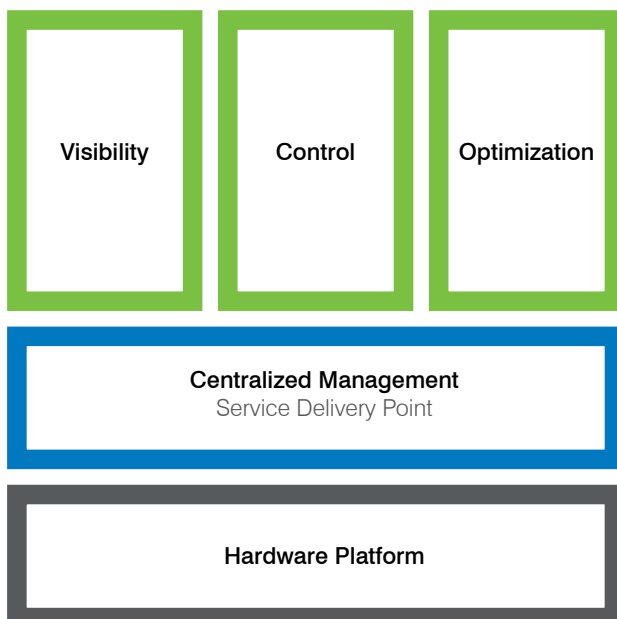 Visibility
Control
Optimization
Centralized Management
Service Delivery Point
Hardware Platform